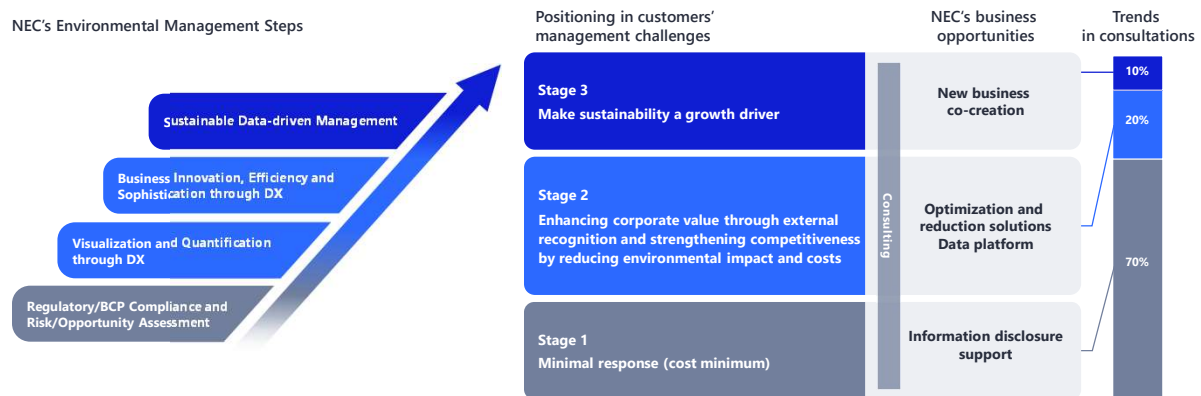 NEC's Environmental Management Steps
Sustainable Data-driven Management
Business Innovation, Efficiency and
Sophistication through DX
Visualization and Quantification
through DX
Regulatory/BCP Compliance and
Risk/Opportunity Assessment
Positioning in customers'
management challenges
Stage 3
Make sustainability a growth driver
Stage 2
Enhancing corporate value through external
recognition and strengthening competitiveness
by reducing environmental impact and costs
Stage 1
Minimal response (cost minimum)
Consulting
NEC's business
opportunities
New business
co-creation
Optimization and
reduction solutions
Data platform
Information disclosure
support
Trends
in consultations
10%
20%
70%